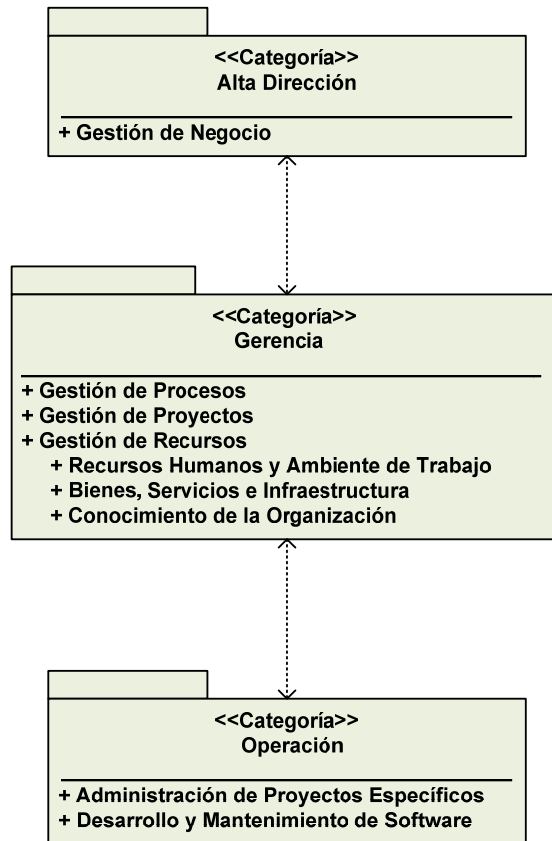 <<Categoría>>
Alta Dirección
+ Gestión de Negocio
<<Categoría>>
Gerencia
+ Gestión de Procesos
+ Gestión de Proyectos
+ Gestión de Recursos
+ Recursos Humanos y Ambiente de Trabajo
+ Bienes, Servicios e Infraestructura
+ Conocimiento de la Organización
<<Categoría>>
Operación
+ Administración de Proyectos Específicos
+ Desarrollo y Mantenimiento de Software